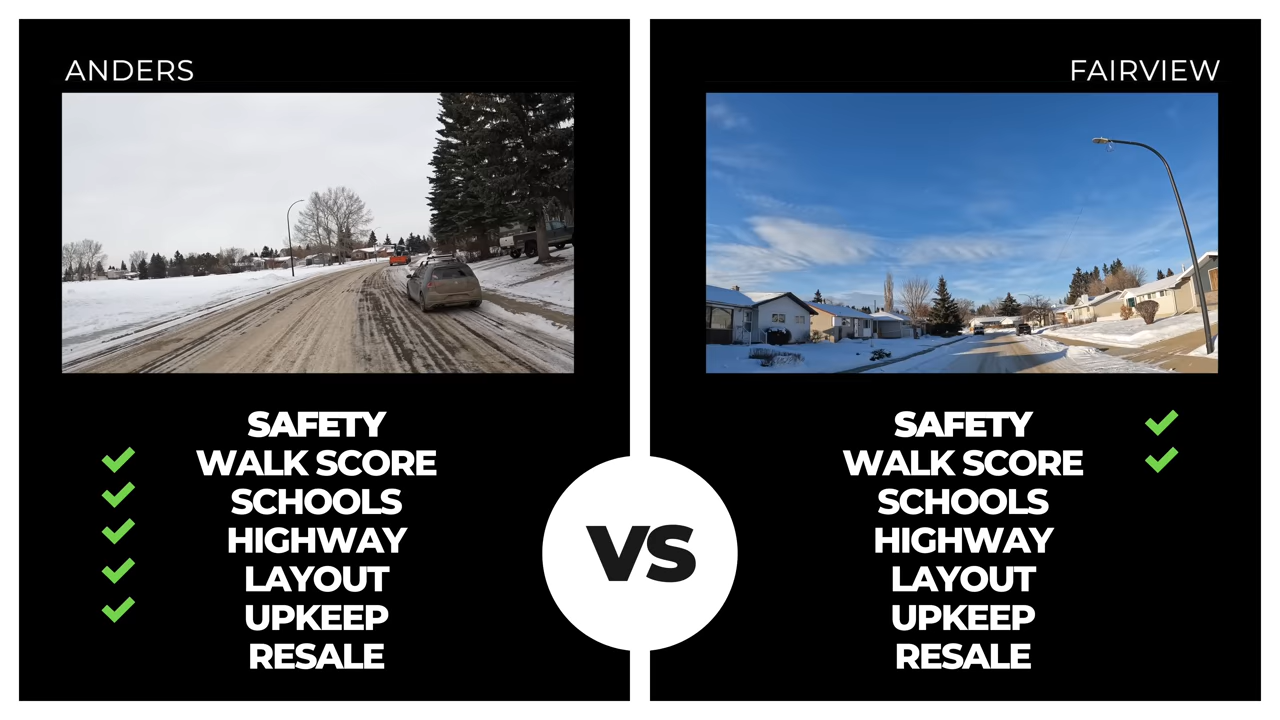 ANDERS
SAFETY
WALK SCORE
SCHOOLS
HIGHWAY
LAYOUT
UPKEEP
RESALE
VS
FAIRVIEW
SAFETY
WALK SCORE
SCHOOLS
HIGHWAY
LAYOUT
UPKEEP
RESALE